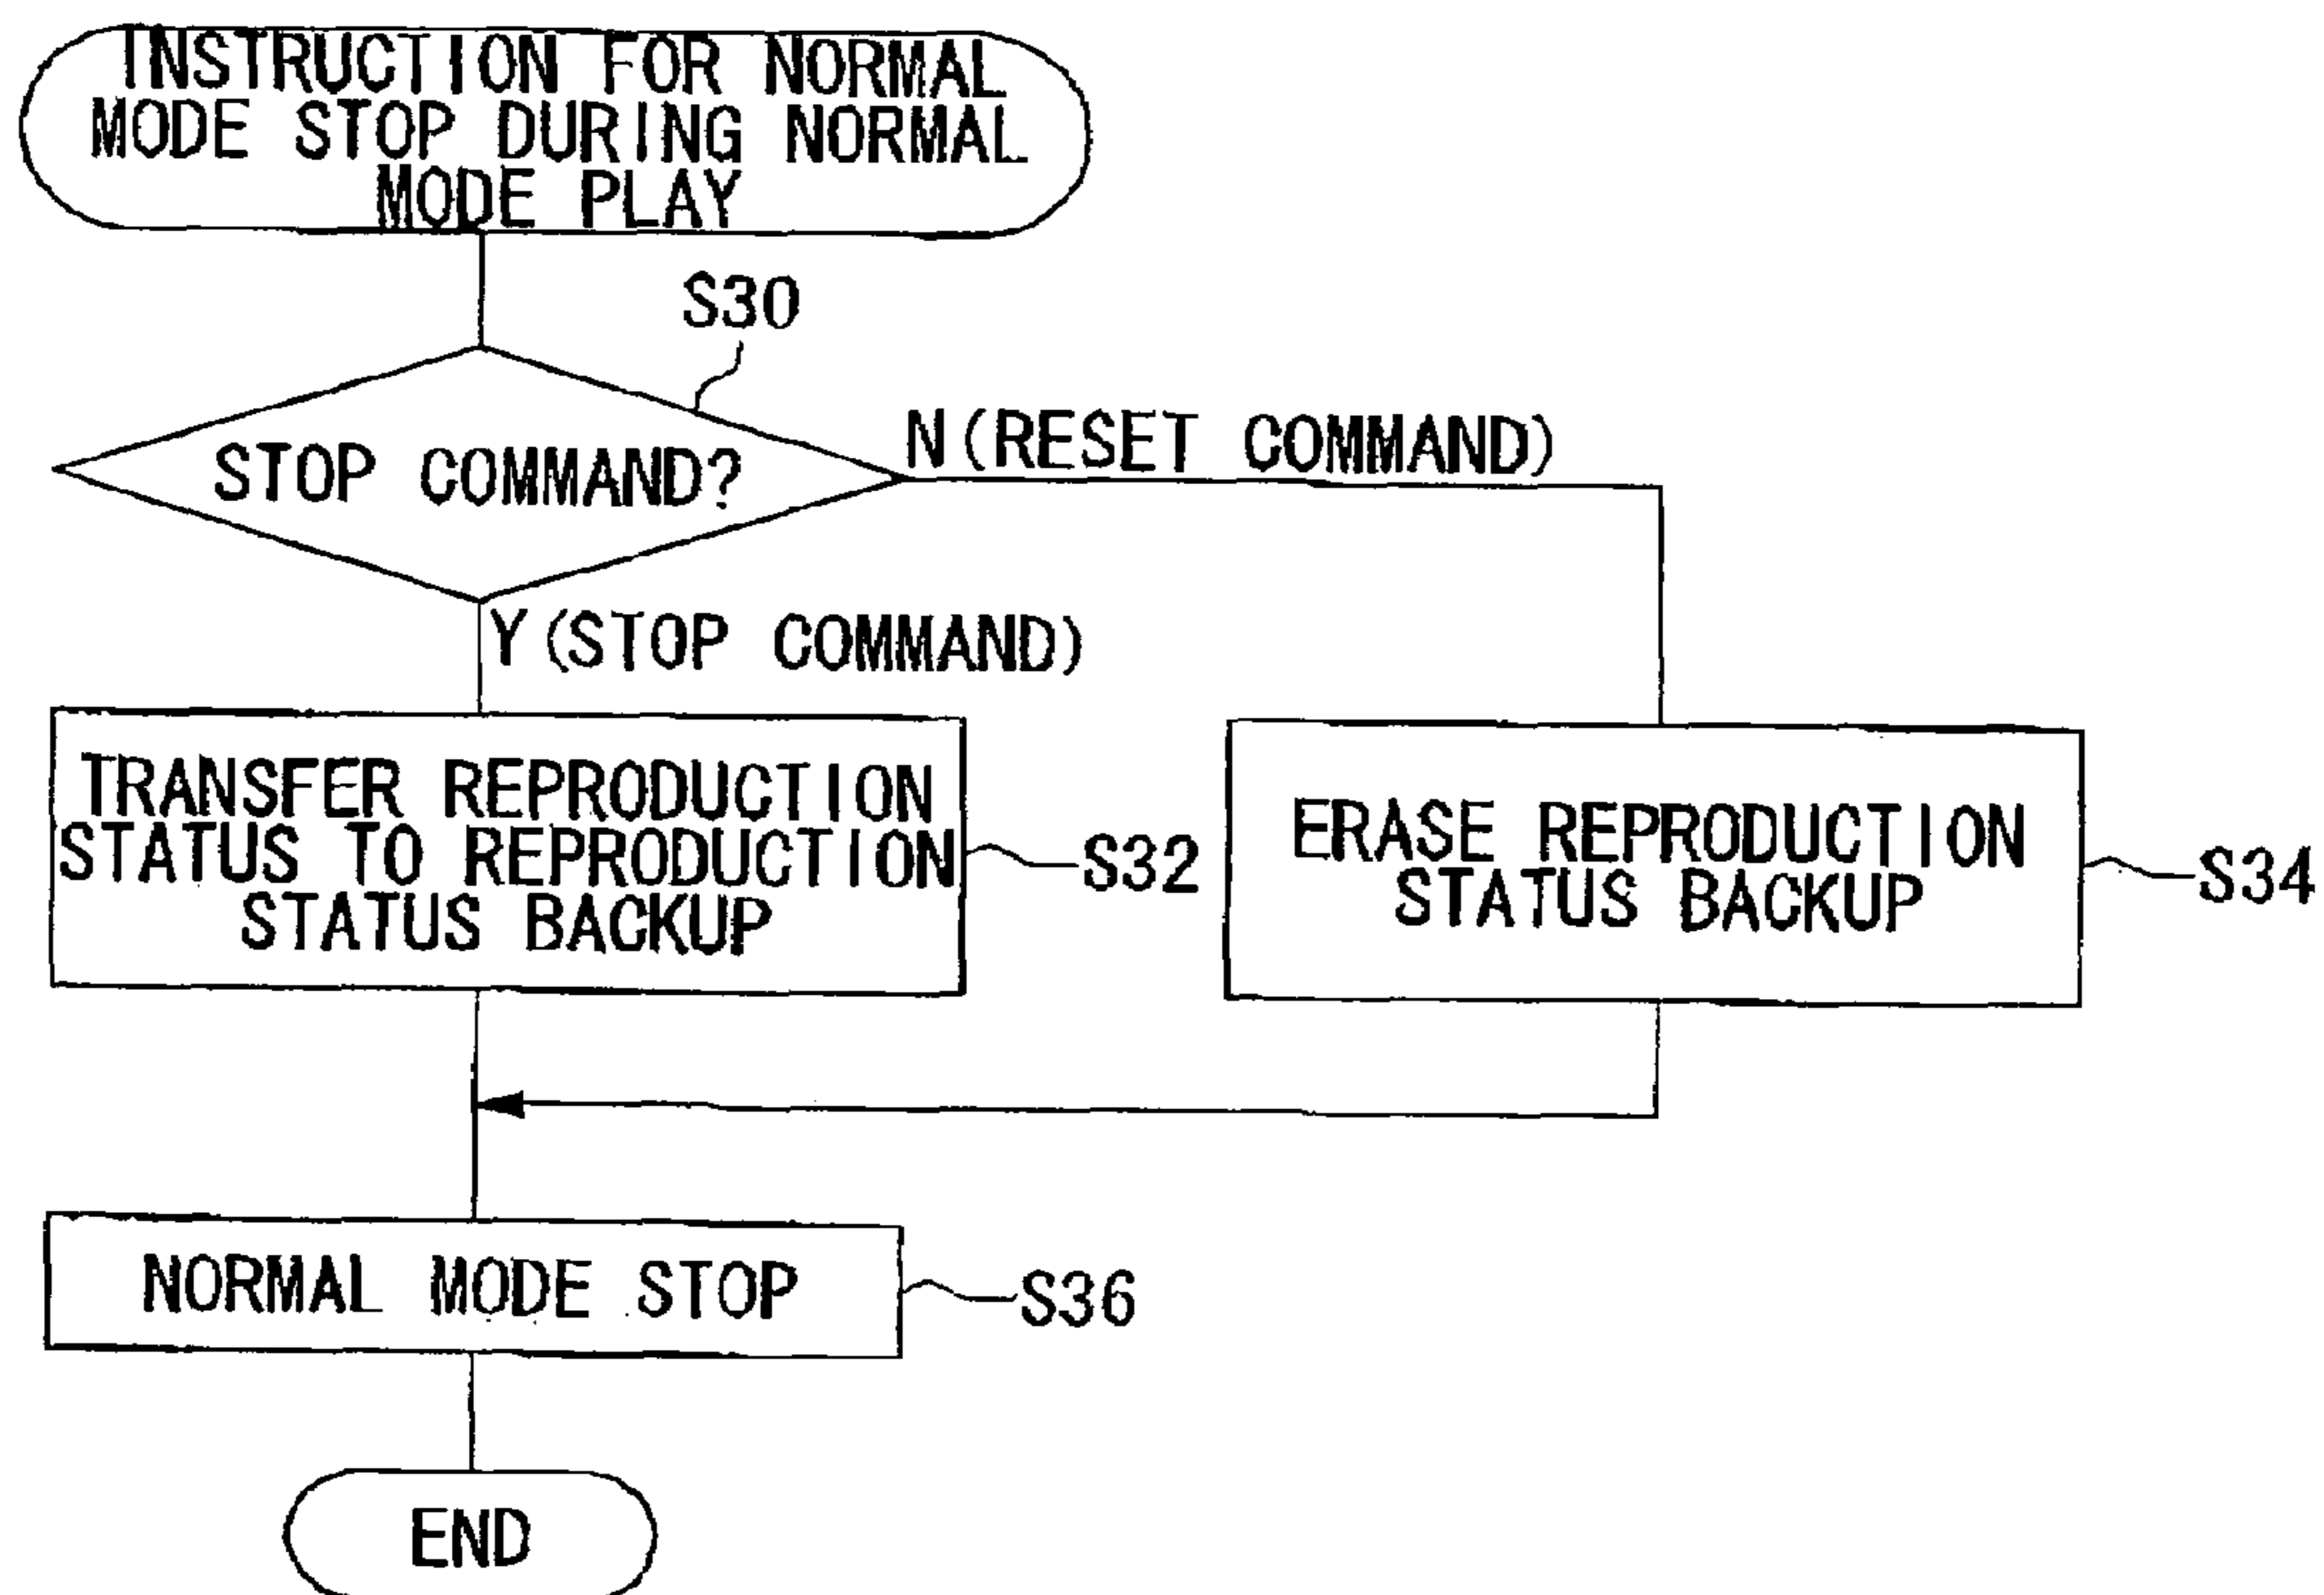 INSTRUCTION FOR NORMAL
MODE STOP DURING NORMAL
MODE PLAY
S30
STOP COMMAND?
N(RESET COMMAND)
Y(STOP COMMAND)
TRANSFER REPRODUCTION
STATUS TO REPRODUCTION
STATUS BACKUP
S32
ERASE REPRODUCTION
STATUS BACKUP
S34
NORMAL MODE STOP
S36
END